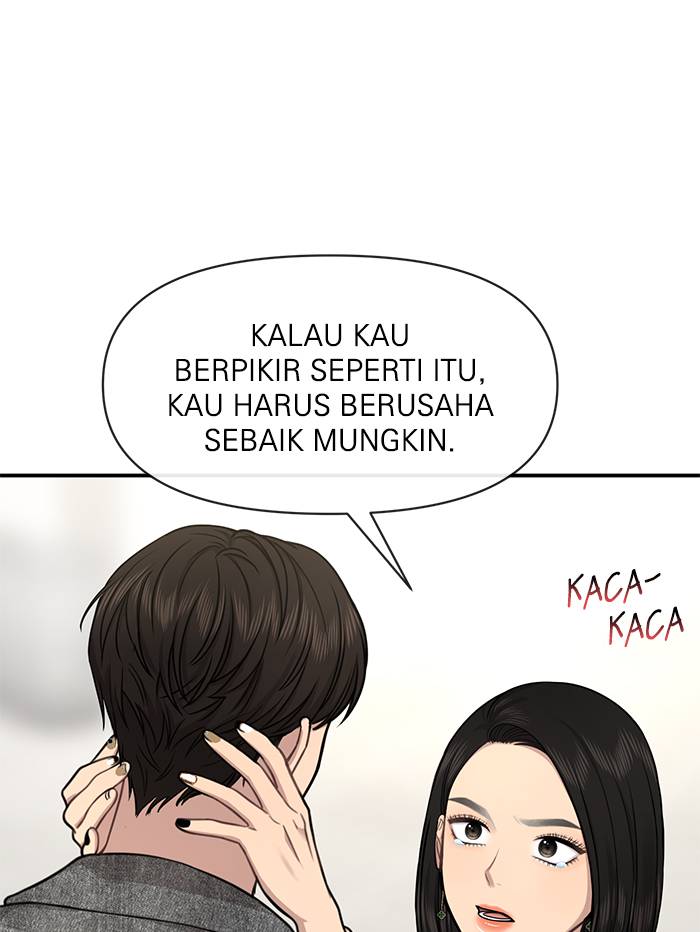 KALAU KAU
BERPIKIR SEPERTI ITU,
KAU HARUS BERUSAHA
SEBAIK MUNGKIN.
KACA-
KACA